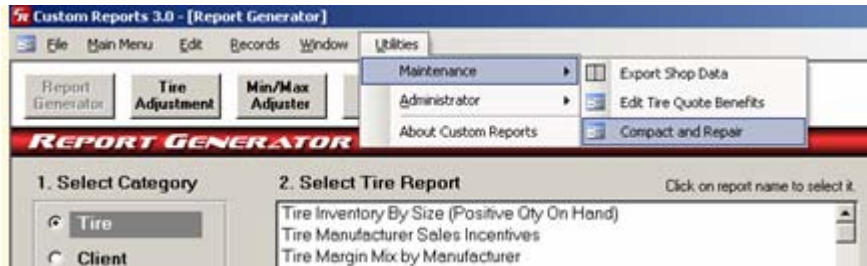 Custom Reports 3.0 - [Report Generator]
File Main Menu Edit Records Window Utilities
Maintenance
Administrator
About Custom Reports
Export Shop Data
Edit Tire Quote Benefits
Compact and Repair
Report Generator
Tire Adjustment
Min/Max Adjuster
REPORT GENERATOR
1. Select Category
2. Select Tire Report
Click on report name to select it.
Tire
Client
Tire Inventory By Size (Positive Qty On Hand)
Tire Manufacturer Sales Incentives
Tire Margin Mix by Manufacturer